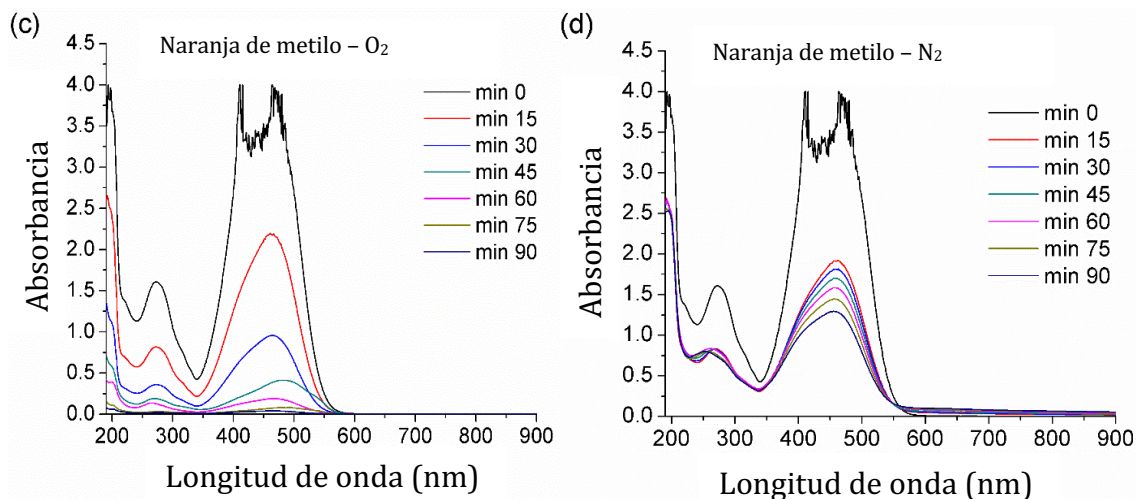 (c)
Naranja de metilo – O₂
4.5
4.0
3.5
3.0
2.5
2.0
1.5
1.0
0.5
0.0
Absorbancia
min 0
min 15
min 30
min 45
min 60
min 75
min 90
200 300 400 500 600 700 800 900
Longitud de onda (nm)
(d)
Naranja de metilo – N₂
4.5
4.0
3.5
3.0
2.5
2.0
1.5
1.0
0.5
0.0
Absorbancia
min 0
min 15
min 30
min 45
min 60
min 75
min 90
200 300 400 500 600 700 800 900
Longitud de onda (nm)